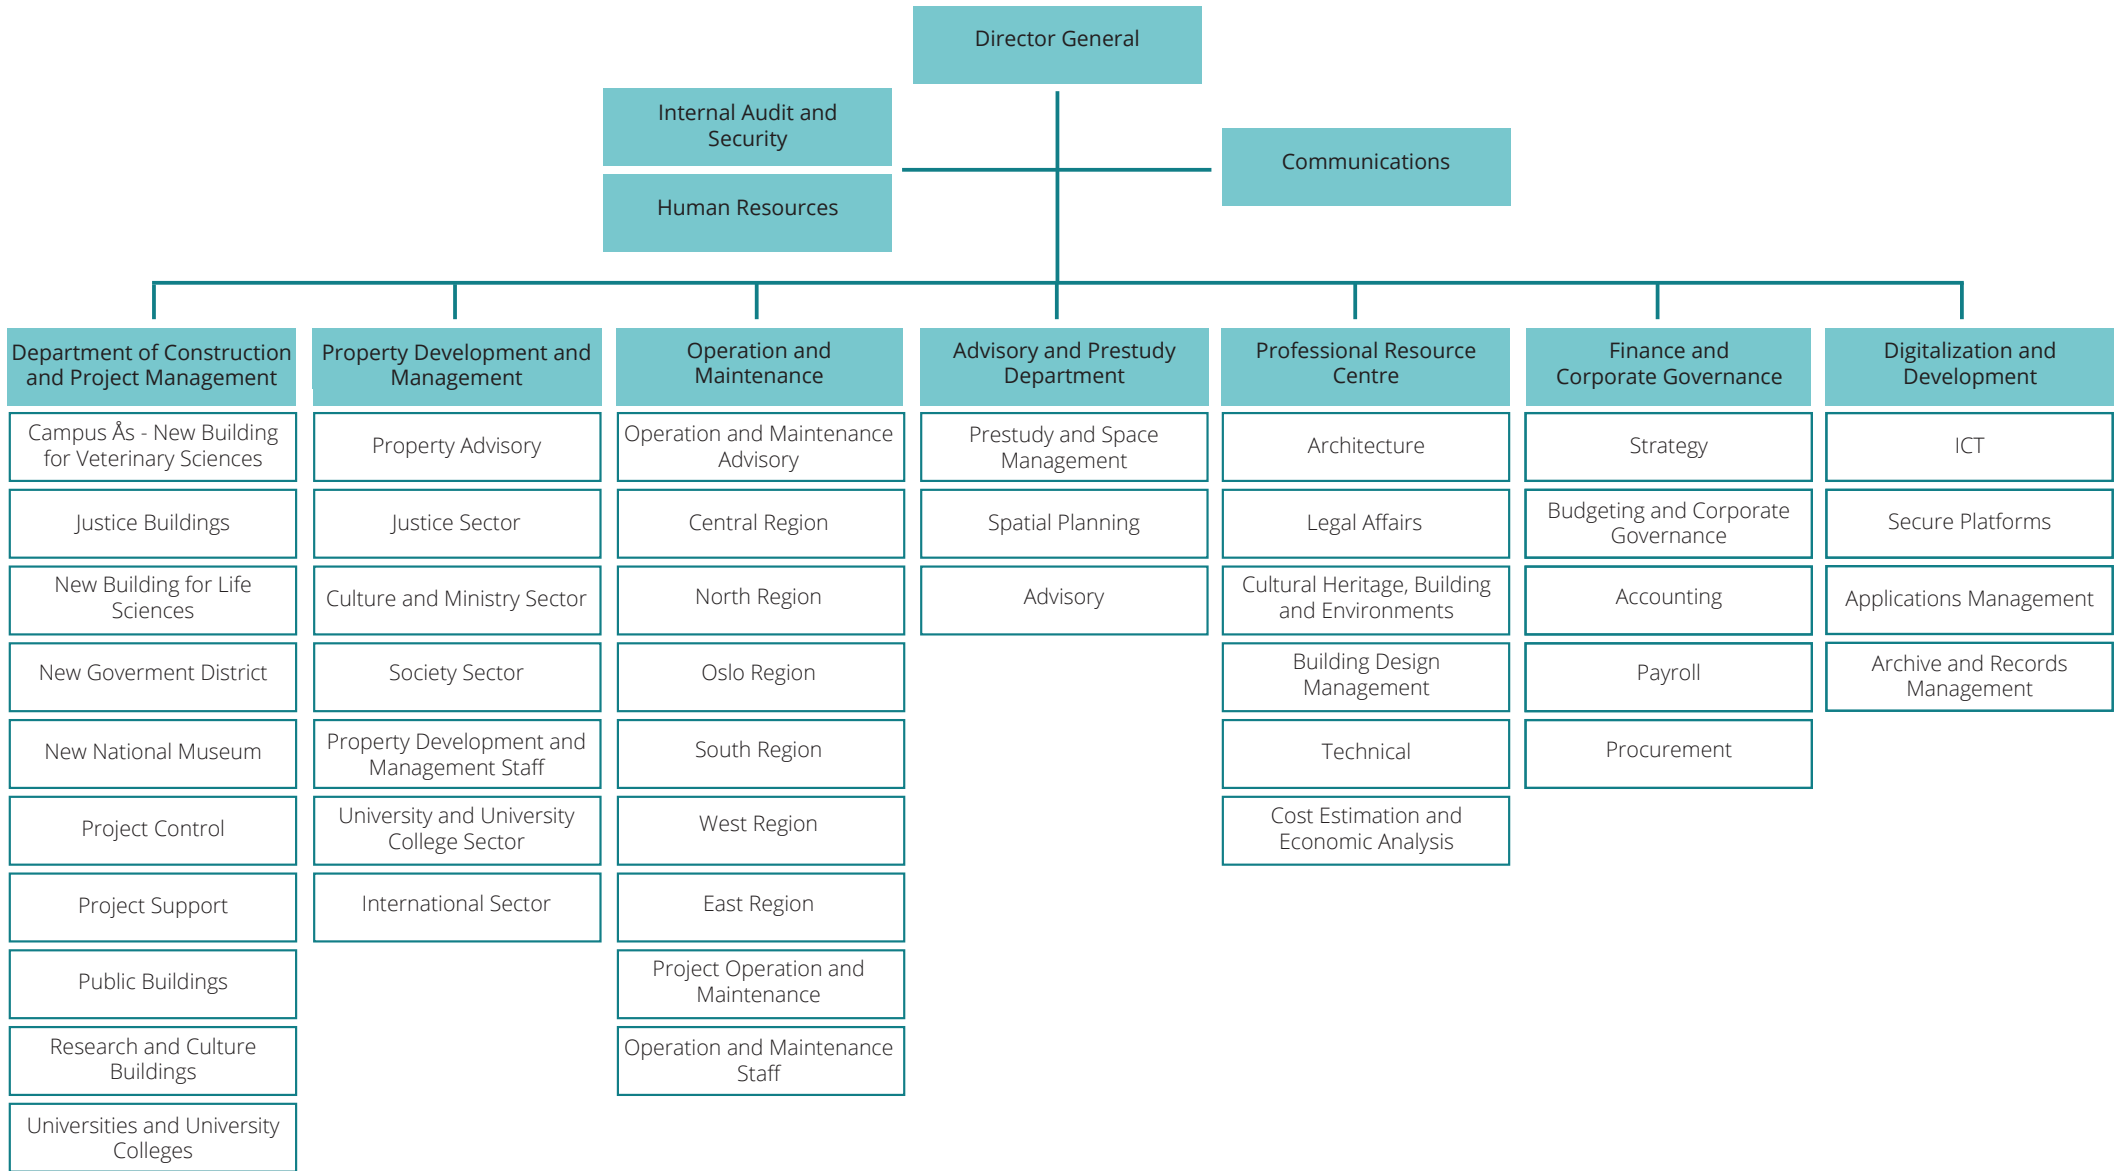 Director General
Internal Audit and
Security
Human Resources
Communications
Department of Construction
and Project Management
Campus Ås - New Building
for Veterinary Sciences
Justice Buildings
New Building for Life
Sciences
New Goverment District
New National Museum
Project Control
Project Support
Public Buildings
Research and Culture
Buildings
Universities and University
Colleges
Property Development and
Management
Property Advisory
Justice Sector
Culture and Ministry Sector
Society Sector
Property Development and
Management Staff
University and University
College Sector
International Sector
Operation and
Maintenance
Operation and Maintenance
Advisory
Central Region
North Region
Oslo Region
South Region
West Region
East Region
Project Operation and
Maintenance
Operation and Maintenance
Staff
Advisory and Prestudy
Department
Prestudy and Space
Management
Spatial Planning
Advisory
Professional Resource
Centre
Architecture
Legal Affairs
Cultural Heritage, Building
and Environments
Building Design
Management
Technical
Cost Estimation and
Economic Analysis
Finance and
Corporate Governance
Strategy
Budgeting and Corporate
Governance
Accounting
Payroll
Procurement
Digitalization and
Development
ICT
Secure Platforms
Applications Management
Archive and Records
Management